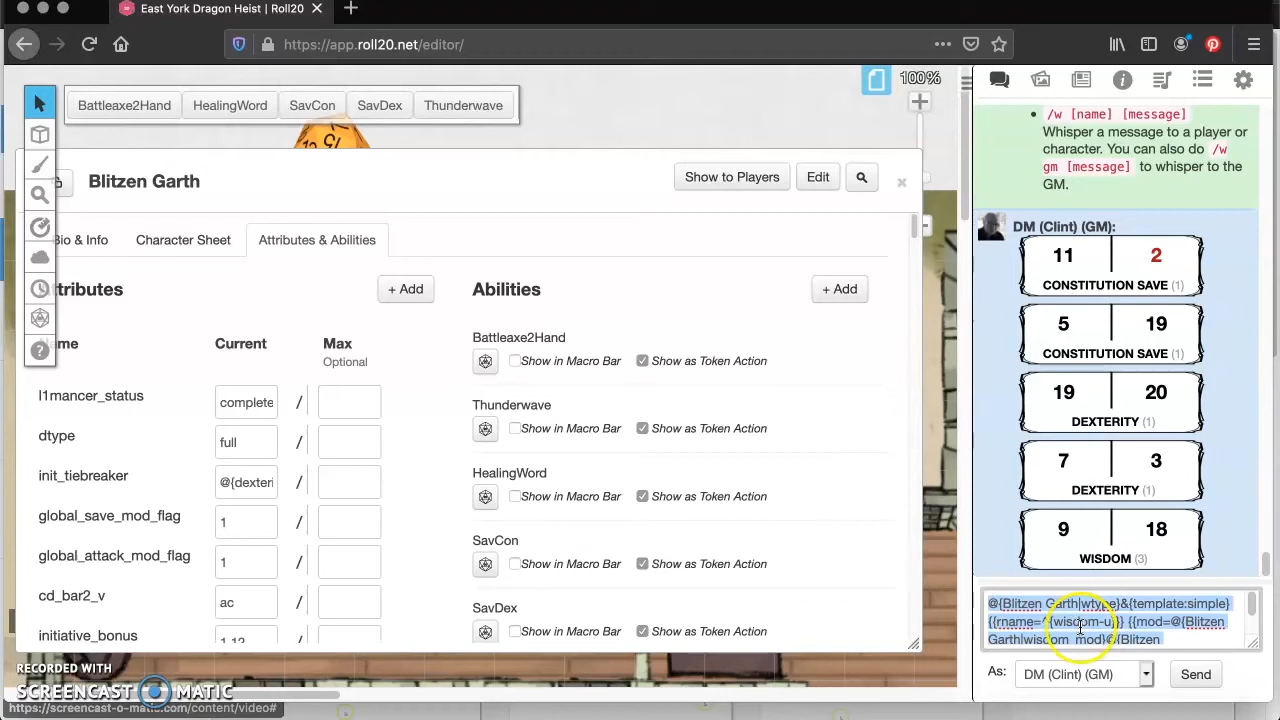 East York Dragon Heist | Roll20
https://app.roll20.net/editor/
Battleaxe2Hand HealingWord SavCon SavDex Thunderwave
100%
/w [name] [message]
Whisper a message to a player or
character. You can also do /w
gm [message] to whisper to the
GM.
Blitzen Garth
Show to Players Edit
Bio & Info Character Sheet Attributes & Abilities
ttributes + Add
Abilities + Add
me Current Max
Optional
l1mancer_status complete /
dtype full /
init_tiebreaker @{dexteri /
global_save_mod_flag 1 /
global_attack_mod_flag 1 /
cd_bar2_v ac /
initiative_bonus 1.12 /
Battleaxe2Hand
Show in Macro Bar Show as Token Action
Thunderwave
Show in Macro Bar Show as Token Action
HealingWord
Show in Macro Bar Show as Token Action
SavCon
Show in Macro Bar Show as Token Action
SavDex
Show in Macro Bar Show as Token Action
DM (Clint) (GM):
11 2
CONSTITUTION SAVE (1)
5 19
CONSTITUTION SAVE (1)
19 20
DEXTERITY (1)
7 3
DEXTERITY (1)
9 18
WISDOM (3)
@{Blitzen Garth|wtype}&{template:simple}
{{rname=^{wisdom-u}}} {{mod=@{Blitzen
Garth|wisdom_mod}@{Blitzen
As: DM (Clint) (GM) Send
RECORDED WITH
SCREENCAST-O-MATIC
https://screencast-o-matic.com/content/video#